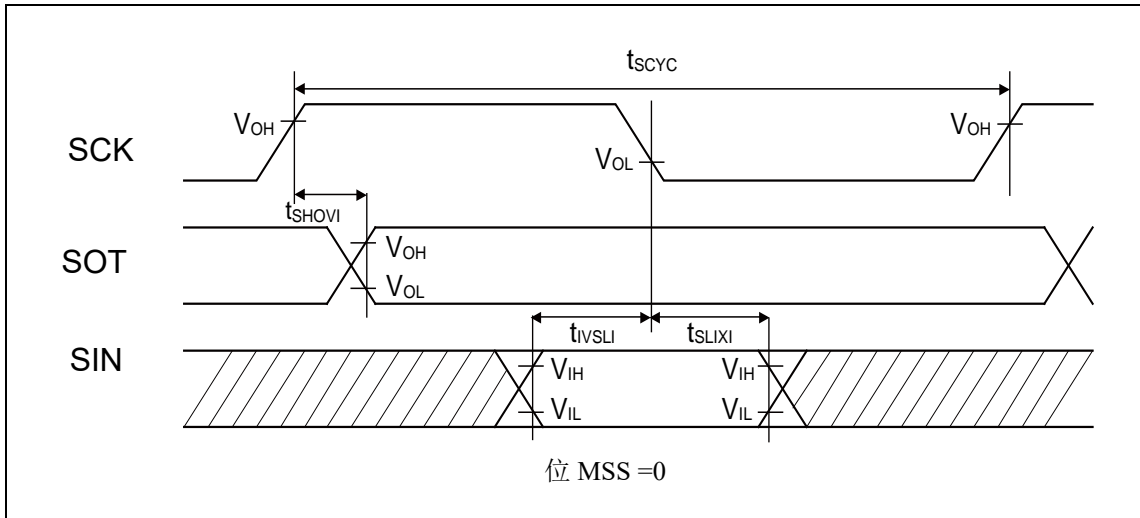 tSCYC
SCK
VOH
VOL
VOH
tSHOVI
SOT
VOH
VOL
tIVSLI
tSLIXI
SIN
VIH
VIH
VIL
VIL
位 MSS =0